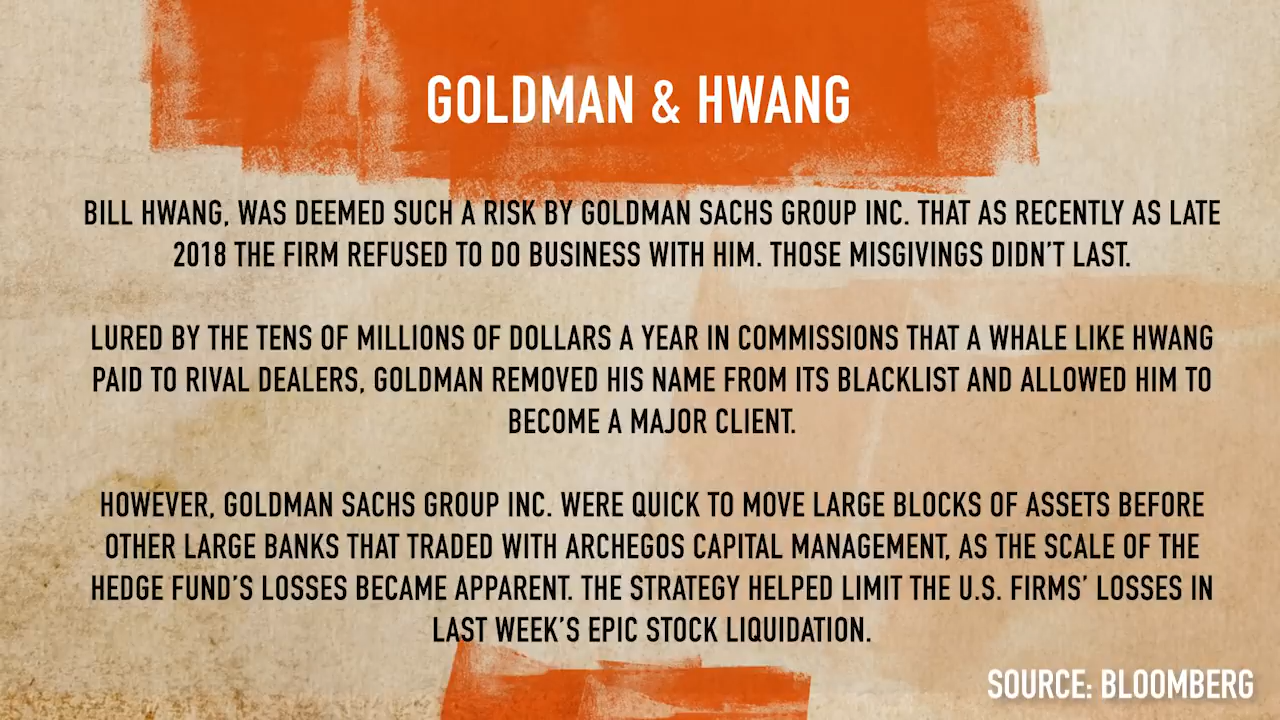 GOLDMAN & HWANG
BILL HWANG, WAS DEEMED SUCH A RISK BY GOLDMAN SACHS GROUP INC. THAT AS RECENTLY AS LATE
2018 THE FIRM REFUSED TO DO BUSINESS WITH HIM. THOSE MISGIVINGS DIDN'T LAST.
LURED BY THE TENS OF MILLIONS OF DOLLARS A YEAR IN COMMISSIONS THAT A WHALE LIKE HWANG
PAID TO RIVAL DEALERS, GOLDMAN REMOVED HIS NAME FROM ITS BLACKLIST AND ALLOWED HIM TO
BECOME A MAJOR CLIENT.
HOWEVER, GOLDMAN SACHS GROUP INC. WERE QUICK TO MOVE LARGE BLOCKS OF ASSETS BEFORE
OTHER LARGE BANKS THAT TRADED WITH ARCHEGOS CAPITAL MANAGEMENT, AS THE SCALE OF THE
HEDGE FUND'S LOSSES BECAME APPARENT. THE STRATEGY HELPED LIMIT THE U.S. FIRMS' LOSSES IN
LAST WEEK'S EPIC STOCK LIQUIDATION.
SOURCE: BLOOMBERG